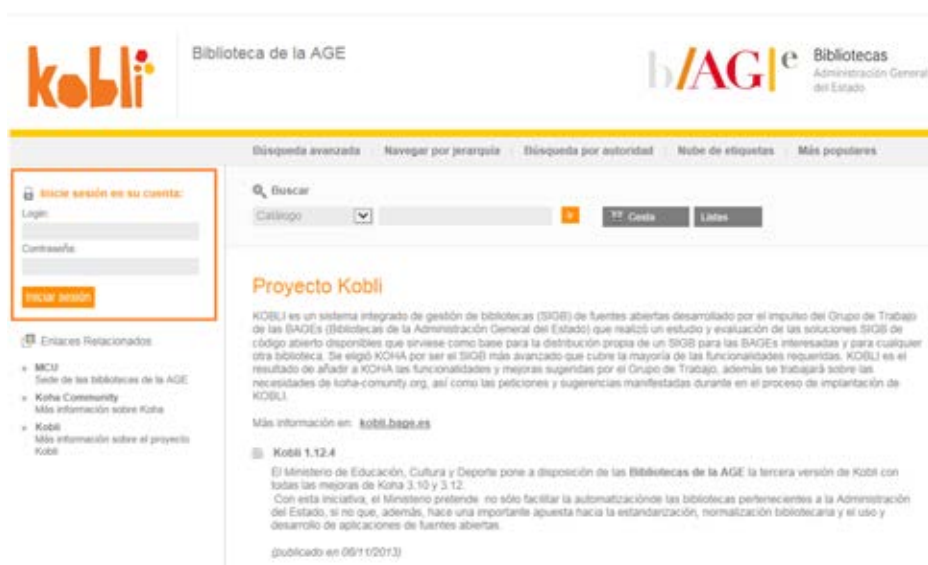 kobli
Biblioteca de la AGE
b/AG|e
Bibliotecas
Administración General
del Estado
Búsqueda avanzada
Navegar por jerarquía
Búsqueda por autoridad
Nube de etiquetas
Más populares
Inicie sesión en su cuenta:
Login:
Contraseña:
Iniciar sesión
Enlaces Relacionados
MCU
Sede de las bibliotecas de la AGE
Koha Community
Más información sobre Koha
Kobli
Más información sobre el proyecto
Kobli
Buscar
Catálogo
Ir
Cesta
Listas
Proyecto Kobli
KOBLI es un sistema integrado de gestión de bibliotecas (SIGB) de fuentes abiertas desarrollado por el impulso del Grupo de Trabajo
de las BAGEs (Bibliotecas de la Administración General del Estado) que realizó un estudio y evaluación de las soluciones SIGB de
código abierto disponibles que sirviese como base para la distribución propia de un SIGB para las BAGEs interesadas y para cualquier
otra biblioteca. Se eligió KOHA por ser el SIGB más avanzado que cubre la mayoría de las funcionalidades requeridas. KOBLI es el
resultado de añadir a KOHA las funcionalidades y mejoras sugeridas por el Grupo de Trabajo, además se trabajará sobre las
necesidades de koha-comunity.org, así como las peticiones y sugerencias manifestadas durante en el proceso de implantación de
KOBLI.
Más información en: kobli.bage.es
Kobli 1.12.4
El Ministerio de Educación, Cultura y Deporte pone a disposición de las Bibliotecas de la AGE la tercera versión de Kobli con
todas las mejoras de Koha 3.10 y 3.12.
Con esta iniciativa, el Ministerio pretende no sólo facilitar la automatizaciónde las bibliotecas pertenecientes a la Administración
del Estado, si no que, además, hace una importante apuesta hacia la estandarización, normalización bibliotecaria y el uso y
desarrollo de aplicaciones de fuentes abiertas.
(publicado en 06/11/2013)